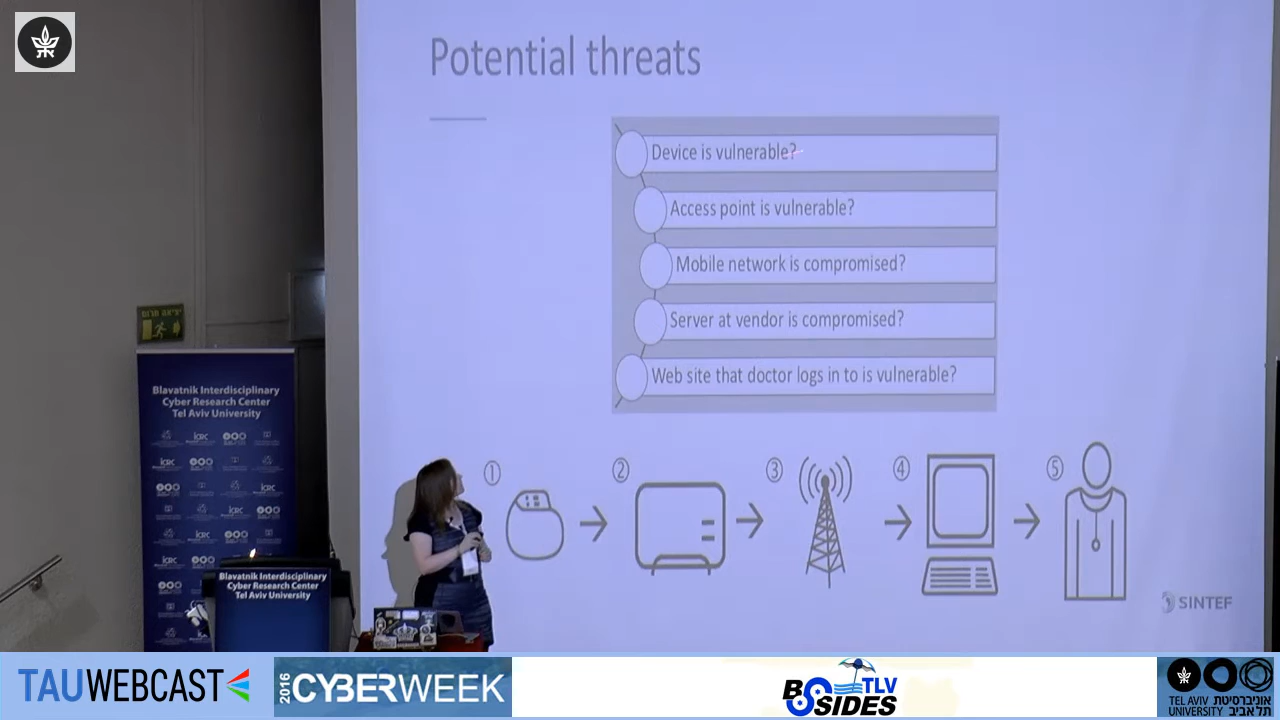 Potential threats
Device is vulnerable?
Access point is vulnerable?
Mobile network is compromised?
Server at vendor is compromised?
Web site that doctor logs in to is vulnerable?
① ② ③ ④ ⑤
SINTEF
Blavatnik Interdisciplinary
Cyber Research Center
Tel Aviv University
Blavatnik Interdisciplinary
Cyber Research Center
Tel Aviv University
TAUWEBCAST
2016
CYBERWEEK
BSIDES
TLV
TEL AVIV אוניברסיטת
UNIVERSITY תל אביב